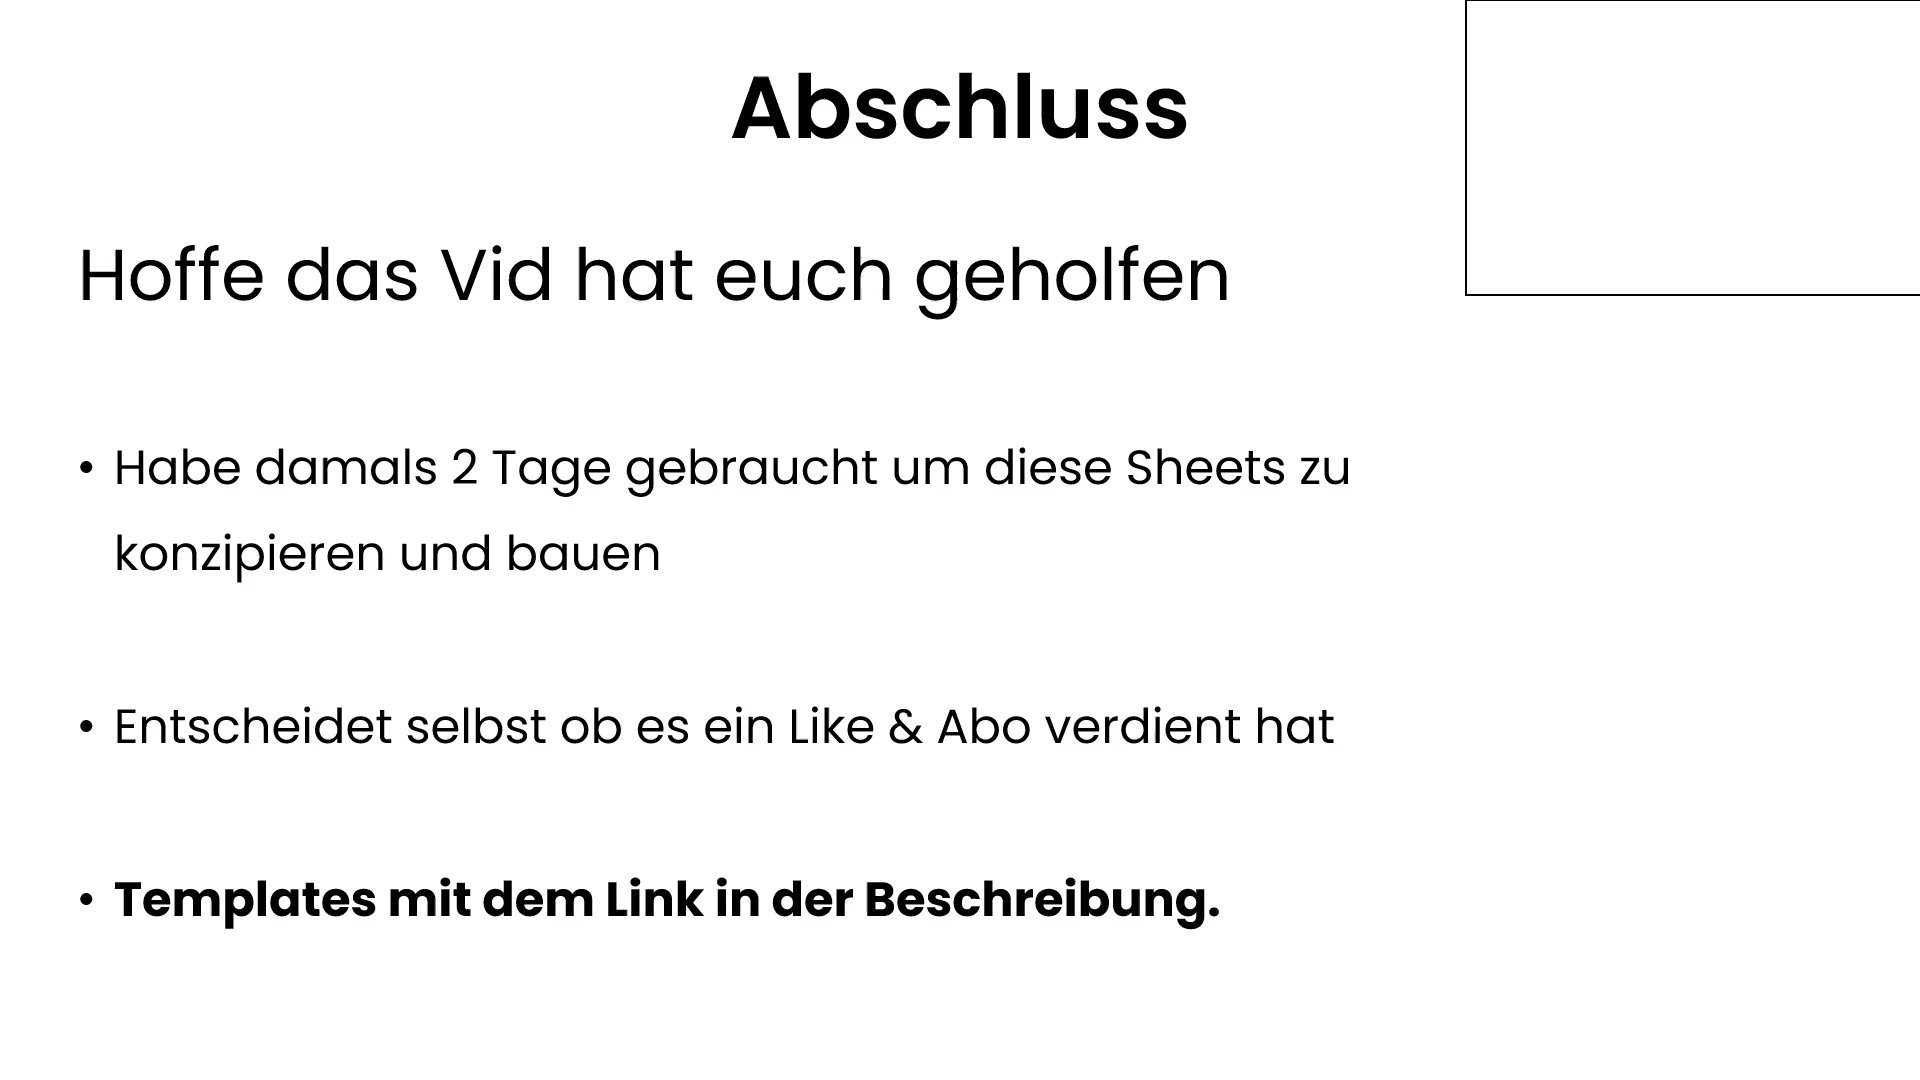 Abschluss
Hoffe das Vid hat euch geholfen
• Habe damals 2 Tage gebraucht um diese Sheets zu
konzipieren und bauen
• Entscheidet selbst ob es ein Like & Abo verdient hat
• Templates mit dem Link in der Beschreibung.